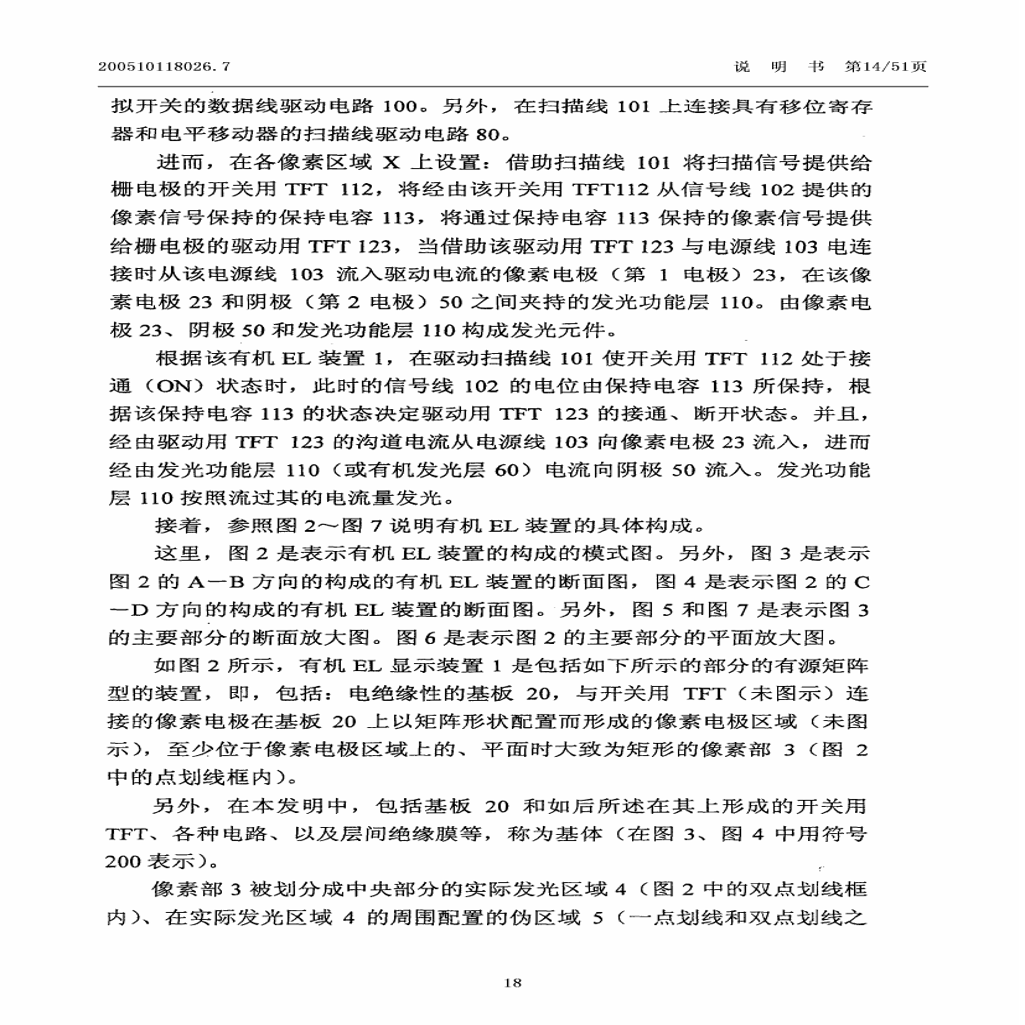 200510118026.7 说 明 书 第14/51页
拟开关的数据线驱动电路 100。另外，在扫描线 101 上连接具有移位寄存
器和电平移动器的扫描线驱动电路 80。
进而，在各像素区域 X 上设置：借助扫描线 101 将扫描信号提供给
栅电极的开关用 TFT 112，将经由该开关用 TFT112 从信号线 102 提供的
像素信号保持的保持电容 113，将通过保持电容 113 保持的像素信号提供
给栅电极的驱动用 TFT 123，当借助该驱动用 TFT 123 与电源线 103 电连
接时从该电源线 103 流入驱动电流的像素电极（第 1 电极）23，在该像
素电极 23 和阴极（第 2 电极）50 之间夹持的发光功能层 110。由像素电
极 23、阴极 50 和发光功能层 110 构成发光元件。
根据该有机 EL 装置 1，在驱动扫描线 101 使开关用 TFT 112 处于接
通（ON）状态时，此时的信号线 102 的电位由保持电容 113 所保持，根
据该保持电容 113 的状态决定驱动用 TFT 123 的接通、断开状态。并且，
经由驱动用 TFT 123 的沟道电流从电源线 103 向像素电极 23 流入，进而
经由发光功能层 110（或有机发光层 60）电流向阴极 50 流入。发光功能
层 110 按照流过其的电流量发光。
接着，参照图 2～图 7 说明有机 EL 装置的具体构成。
这里，图 2 是表示有机 EL 装置的构成的模式图。另外，图 3 是表示
图 2 的 A－B 方向的构成的有机 EL 装置的断面图，图 4 是表示图 2 的 C
－D 方向的构成的有机 EL 装置的断面图。另外，图 5 和图 7 是表示图 3
的主要部分的断面放大图。图 6 是表示图 2 的主要部分的平面放大图。
如图 2 所示，有机 EL 显示装置 1 是包括如下所示的部分的有源矩阵
型的装置，即，包括：电绝缘性的基板 20，与开关用 TFT（未图示）连
接的像素电极在基板 20 上以矩阵形状配置而形成的像素电极区域（未图
示），至少位于像素电极区域上的、平面时大致为矩形的像素部 3（图 2
中的点划线框内）。
另外，在本发明中，包括基板 20 和如后所述在其上形成的开关用
TFT、各种电路、以及层间绝缘膜等，称为基体（在图 3、图 4 中用符号
200 表示）。
像素部 3 被划分成中央部分的实际发光区域 4（图 2 中的双点划线框
内）、在实际发光区域 4 的周围配置的伪区域 5（一点划线和双点划线之
18